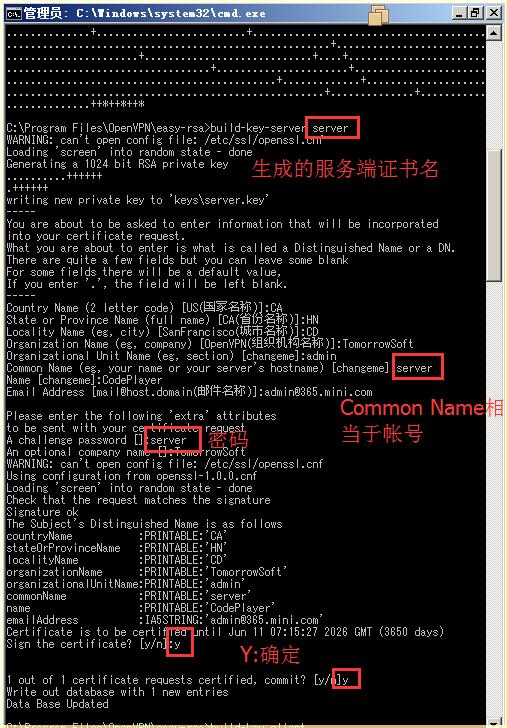 管理员: C:\Windows\system32\cmd.exe
..............++*++*++*
C:\Program Files\OpenVPN\easy-rsa>build-key-server server
WARNING: can't open config file: /etc/ssl/openssl.cnf
Loading 'screen' into random state - done
Generating a 1024 bit RSA private key
生成的服务端证书名
..........++++++
.++++++
writing new private key to 'keys\server.key'
-----
You are about to be asked to enter information that will be incorporated
into your certificate request.
What you are about to enter is what is called a Distinguished Name or a DN.
There are quite a few fields but you can leave some blank
For some fields there will be a default value,
If you enter '.', the field will be left blank.
-----
Country Name (2 letter code) [US(国家名称)]:CA
State or Province Name (full name) [CA(省份名称)]:HN
Locality Name (eg, city) [SanFrancisco(城市名称)]:CD
Organization Name (eg, company) [OpenVPN(组织机构名称)]:TomorrowSoft
Organizational Unit Name (eg, section) [changeme]:admin
Common Name (eg, your name or your server's hostname) [changeme]:server
Name [changeme]:CodePlayer
Email Address [mail@host.domain(邮件名称)]:admin@365.mini.com
Common Name相
当于帐号
Please enter the following 'extra' attributes
to be sent with your certificate request
A challenge password []:server
密码
An optional company name []:TomorrowSoft
WARNING: can't open config file: /etc/ssl/openssl.cnf
Using configuration from openssl-1.0.0.cnf
Loading 'screen' into random state - done
Check that the request matches the signature
Signature ok
The Subject's Distinguished Name is as follows
countryName :PRINTABLE:'CA'
stateOrProvinceName :PRINTABLE:'HN'
localityName :PRINTABLE:'CD'
organizationName :PRINTABLE:'TomorrowSoft'
organizationalUnitName:PRINTABLE:'admin'
commonName :PRINTABLE:'server'
name :PRINTABLE:'CodePlayer'
emailAddress :IA5STRING:'admin@365.mini.com'
Certificate is to be certified until Jun 11 07:15:27 2026 GMT (3650 days)
Sign the certificate? [y/n]:y
Y:确定
1 out of 1 certificate requests certified, commit? [y/n]y
Write out database with 1 new entries
Data Base Updated